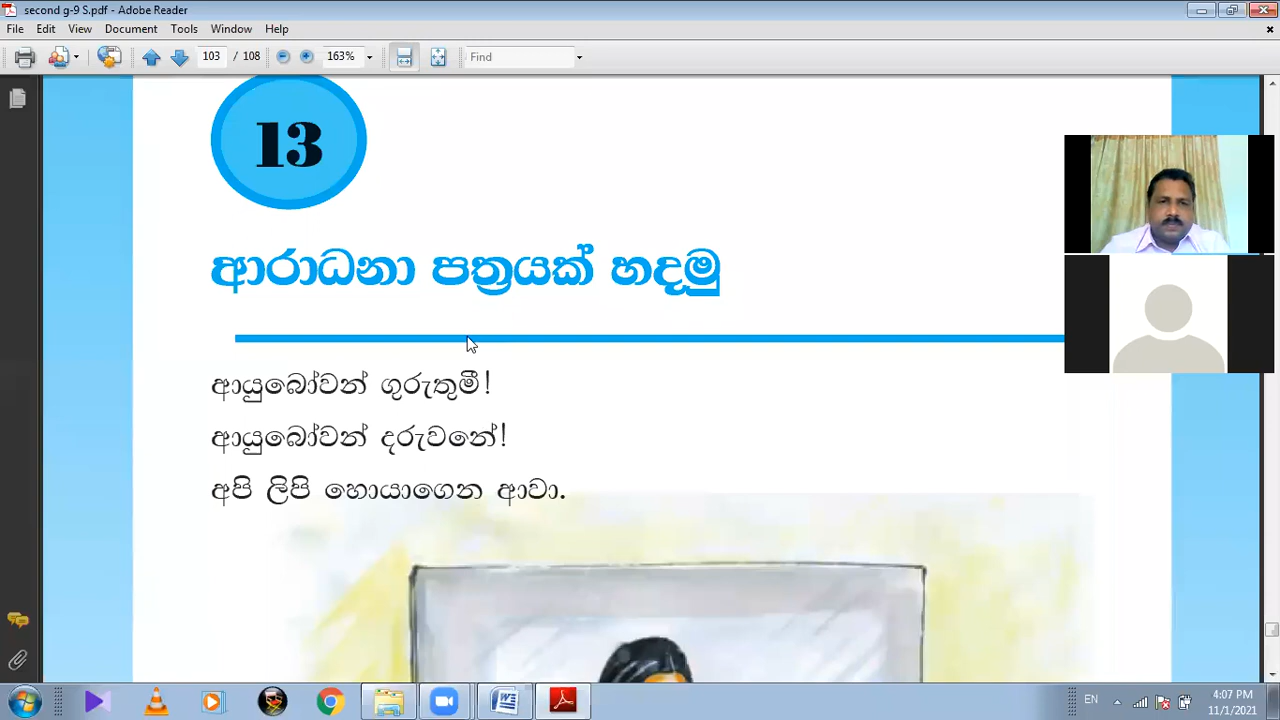 second g-9 S.pdf - Adobe Reader
File Edit View Document Tools Window Help
103 / 108 163% Find
13
ආරාධනා පත්‍රයක් හදමු
ආයුබෝවන් ගුරුතුමී!
ආයුබෝවන් දරුවනේ!
අපි ලිපි හොයාගෙන ආවා.
EN 4:07 PM
11/1/2021